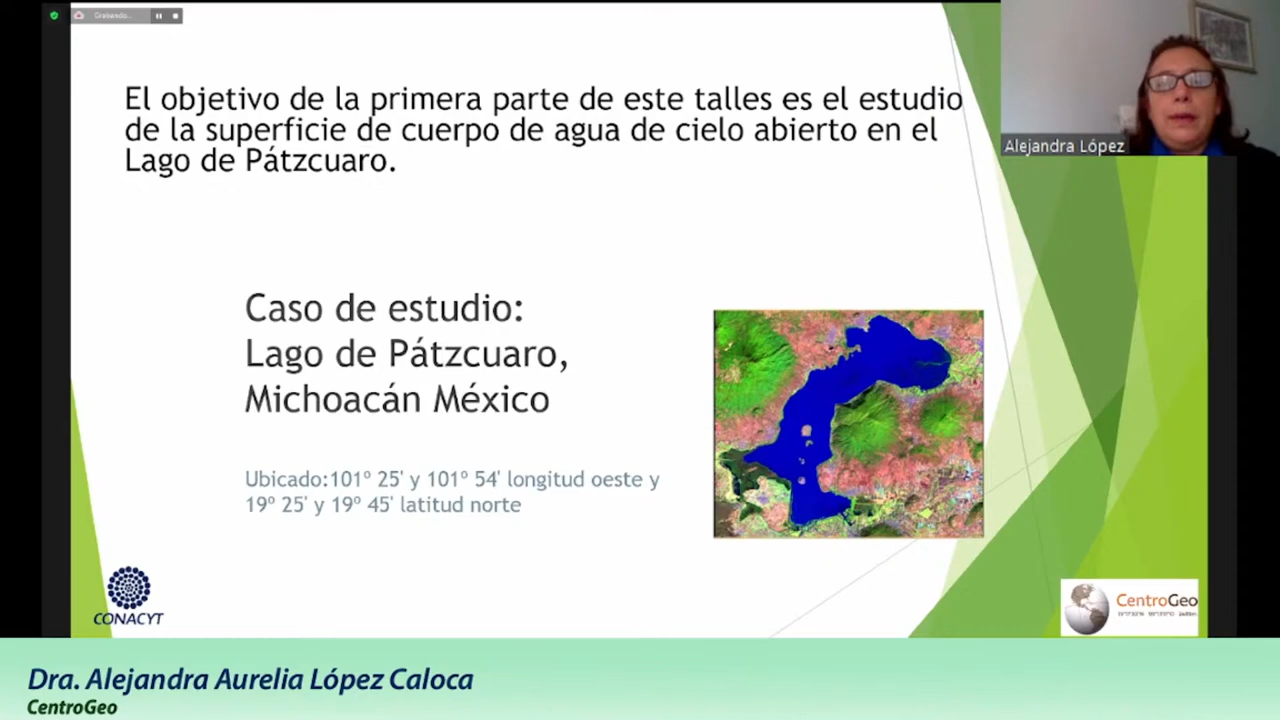 Grabando...
El objetivo de la primera parte de este talles es el estudio
de la superficie de cuerpo de agua de cielo abierto en el
Lago de Pátzcuaro.
Alejandra López
Caso de estudio:
Lago de Pátzcuaro,
Michoacán México
Ubicado:101º 25' y 101º 54' longitud oeste y
19º 25' y 19º 45' latitud norte
CONACYT
CentroGeo
Dra. Alejandra Aurelia López Caloca
CentroGeo